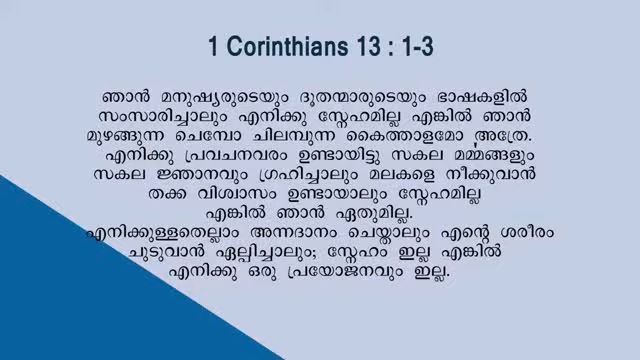 1 Corinthians 13 : 1-3
ഞാൻ മനുഷ്യരുടെയും ദൂതന്മാരുടെയും ഭാഷകളിൽ
സംസാരിച്ചാലും എനിക്കു സ്നേഹമില്ല എങ്കിൽ ഞാൻ
മുഴങ്ങുന്ന ചെമ്പോ ചിലമ്പുന്ന കൈത്താളമോ അത്രേ.
എനിക്കു പ്രവചനവരം ഉണ്ടായിട്ടു സകല മൎമ്മങ്ങളും
സകല ജ്ഞാനവും ഗ്രഹിച്ചാലും മലകളെ നീക്കുവാൻ
തക്ക വിശ്വാസം ഉണ്ടായാലും സ്നേഹമില്ല
എങ്കിൽ ഞാൻ ഏതുമില്ല.
എനിക്കുള്ളതെല്ലാം അന്നദാനം ചെയ്താലും എന്റെ ശരീരം
ചുടുവാൻ ഏല്പിച്ചാലും; സ്നേഹം ഇല്ല എങ്കിൽ
എനിക്കു ഒരു പ്രയോജനവും ഇല്ല.